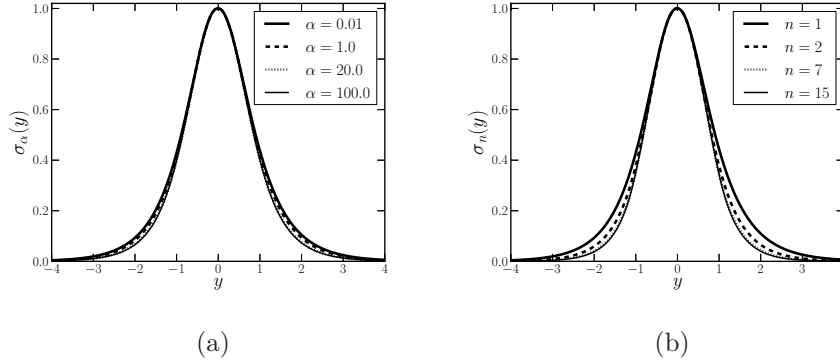 1.0
0.8
0.6
0.4
0.2
0.0
σα(y)
−4 −3 −2 −1 0 1 2 3 4
y
α = 0.01
α = 1.0
α = 20.0
α = 100.0
(a)
1.0
0.8
0.6
0.4
0.2
0.0
σn(y)
−4 −3 −2 −1 0 1 2 3
y
n = 1
n = 2
n = 7
n = 15
(b)